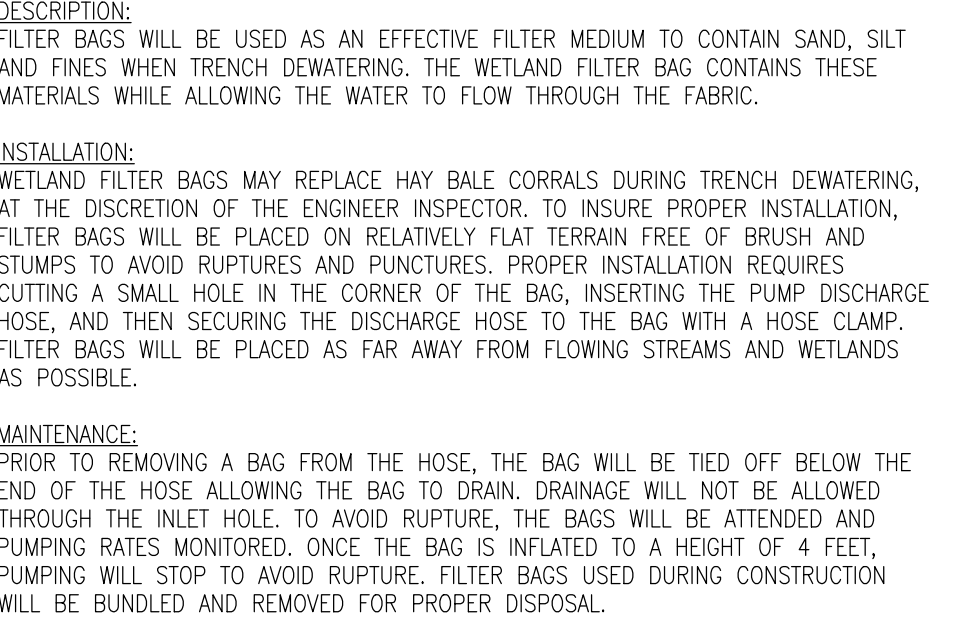 DESCRIPTION:
FILTER BAGS WILL BE USED AS AN EFFECTIVE FILTER MEDIUM TO CONTAIN SAND, SILT
AND FINES WHEN TRENCH DEWATERING. THE WETLAND FILTER BAG CONTAINS THESE
MATERIALS WHILE ALLOWING THE WATER TO FLOW THROUGH THE FABRIC.
INSTALLATION:
WETLAND FILTER BAGS MAY REPLACE HAY BALE CORRALS DURING TRENCH DEWATERING,
AT THE DISCRETION OF THE ENGINEER INSPECTOR. TO INSURE PROPER INSTALLATION,
FILTER BAGS WILL BE PLACED ON RELATIVELY FLAT TERRAIN FREE OF BRUSH AND
STUMPS TO AVOID RUPTURES AND PUNCTURES. PROPER INSTALLATION REQUIRES
CUTTING A SMALL HOLE IN THE CORNER OF THE BAG, INSERTING THE PUMP DISCHARGE
HOSE, AND THEN SECURING THE DISCHARGE HOSE TO THE BAG WITH A HOSE CLAMP.
FILTER BAGS WILL BE PLACED AS FAR AWAY FROM FLOWING STREAMS AND WETLANDS
AS POSSIBLE.
MAINTENANCE:
PRIOR TO REMOVING A BAG FROM THE HOSE, THE BAG WILL BE TIED OFF BELOW THE
END OF THE HOSE ALLOWING THE BAG TO DRAIN. DRAINAGE WILL NOT BE ALLOWED
THROUGH THE INLET HOLE. TO AVOID RUPTURE, THE BAGS WILL BE ATTENDED AND
PUMPING RATES MONITORED. ONCE THE BAG IS INFLATED TO A HEIGHT OF 4 FEET,
PUMPING WILL STOP TO AVOID RUPTURE. FILTER BAGS USED DURING CONSTRUCTION
WILL BE BUNDLED AND REMOVED FOR PROPER DISPOSAL.